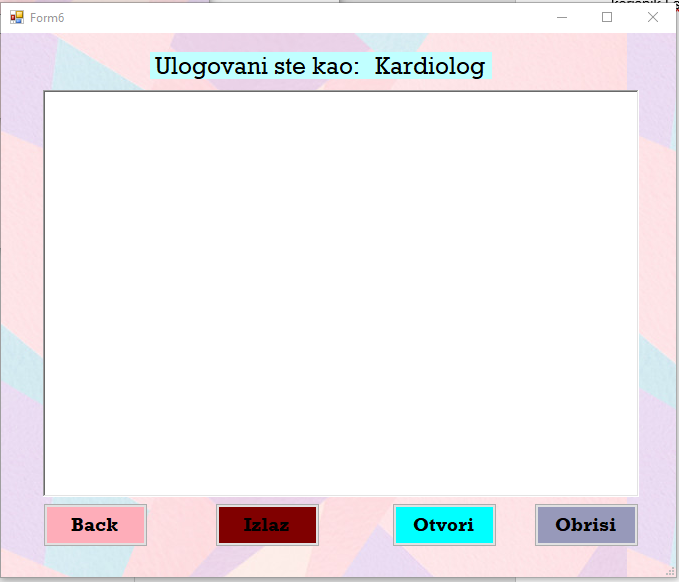 Form6
Ulogovani ste kao: Kardiolog
Back
Izlaz
Otvori
Obrisi